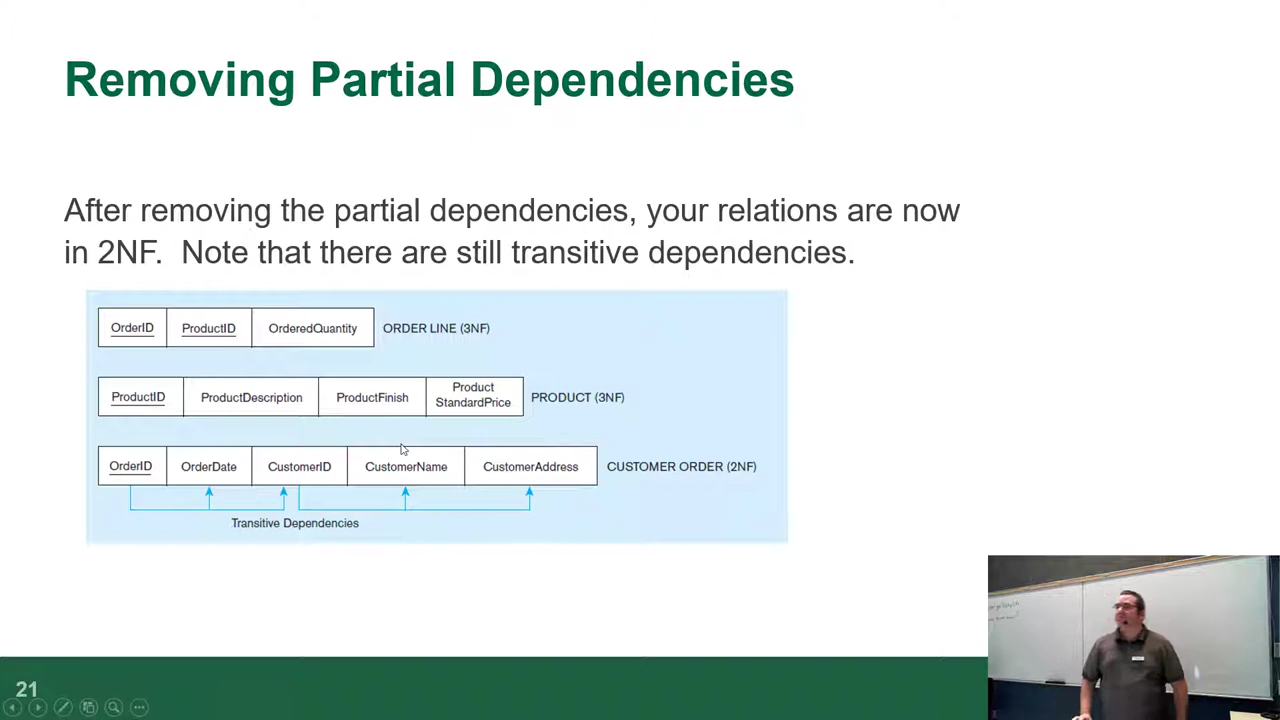 Removing Partial Dependencies
After removing the partial dependencies, your relations are now
in 2NF.  Note that there are still transitive dependencies.
OrderID ProductID OrderedQuantity ORDER LINE (3NF)
ProductID ProductDescription ProductFinish Product StandardPrice PRODUCT (3NF)
OrderID OrderDate CustomerID CustomerName CustomerAddress CUSTOMER ORDER (2NF)
Transitive Dependencies
21